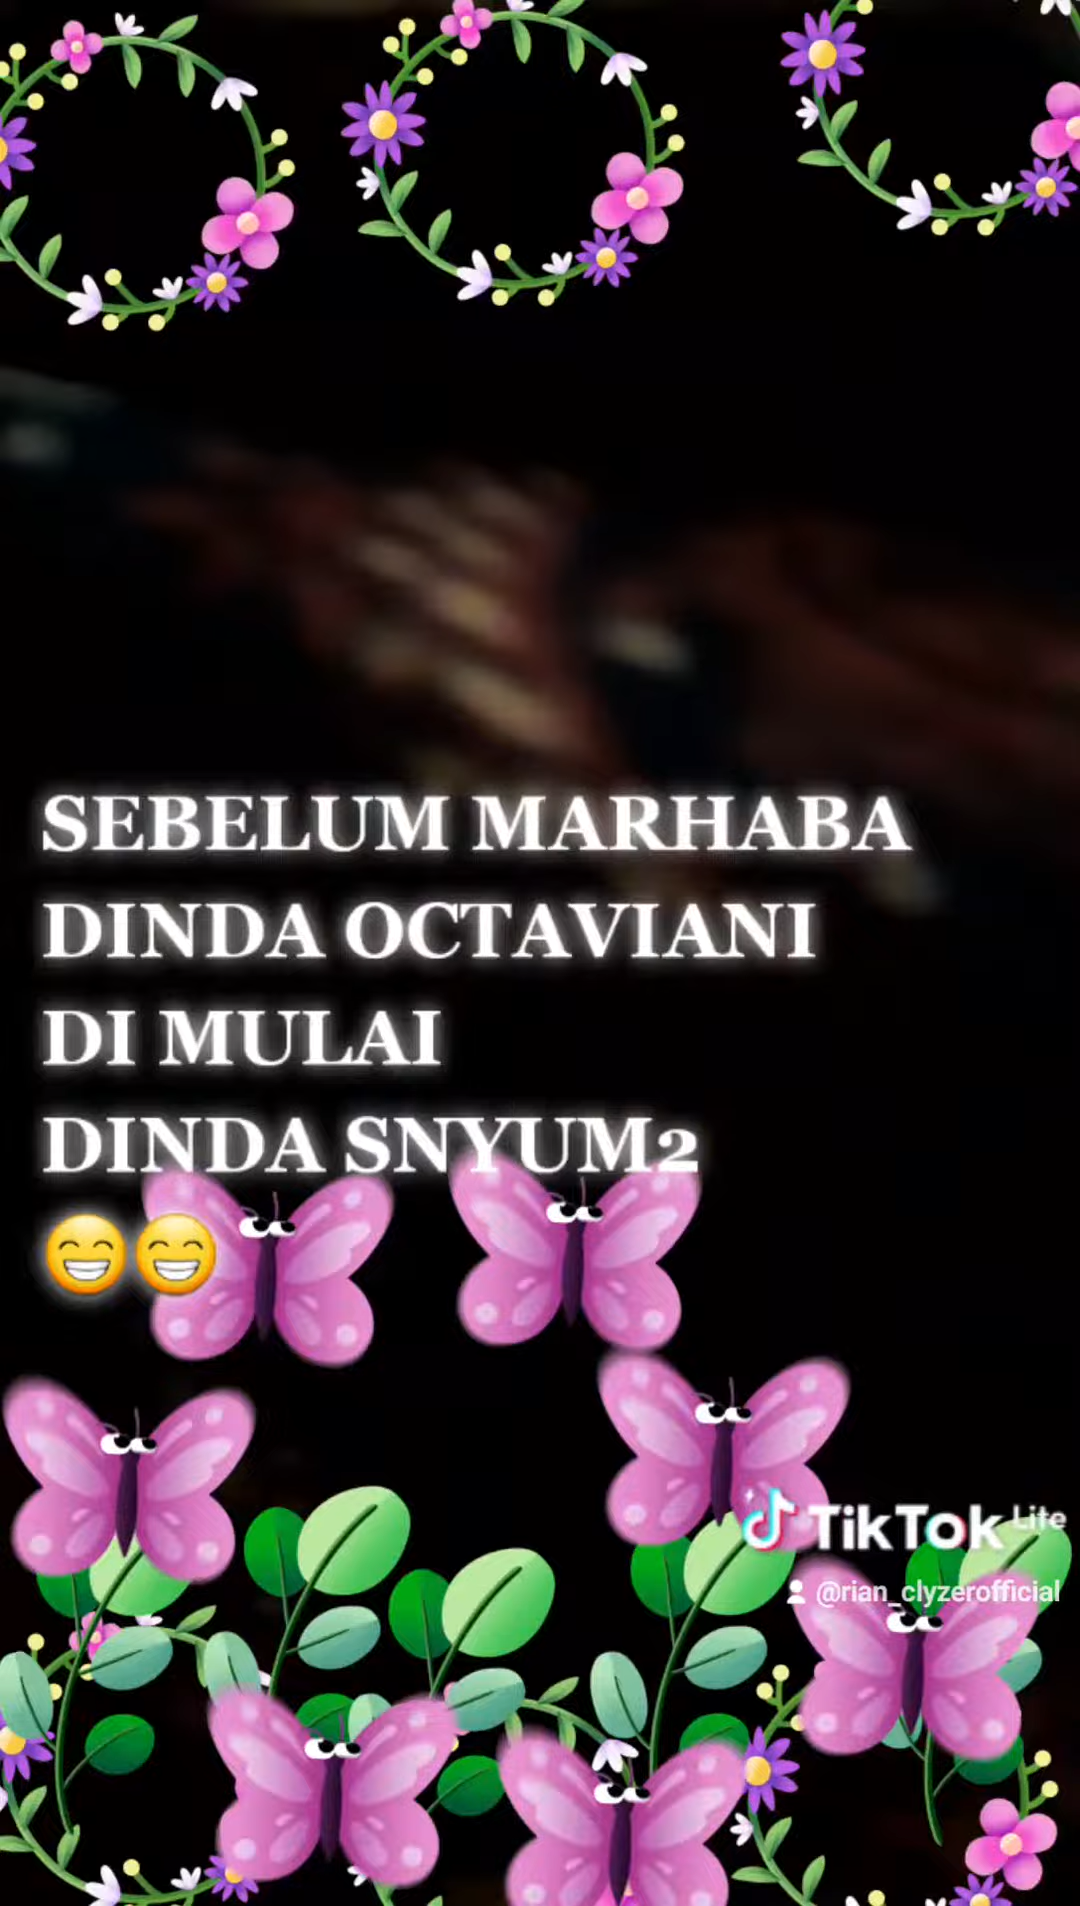 SEBELUM MARHABA
DINDA OCTAVIANI
DI MULAI
DINDA SNYUM2
😁😁
TikTok Lite
@rian_clyzerofficial